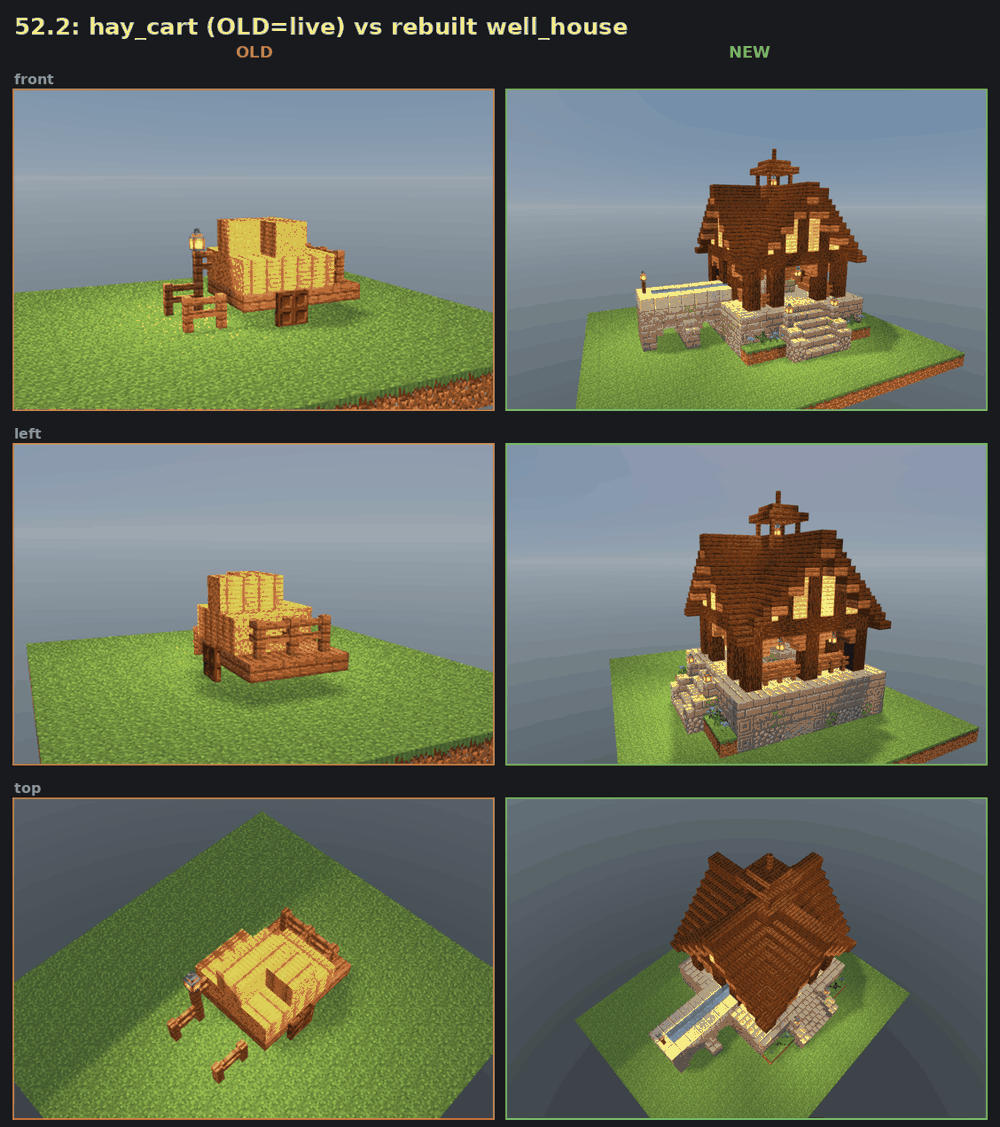 52.2: hay_cart (OLD=live) vs rebuilt well_house
OLD
NEW
front
left
top